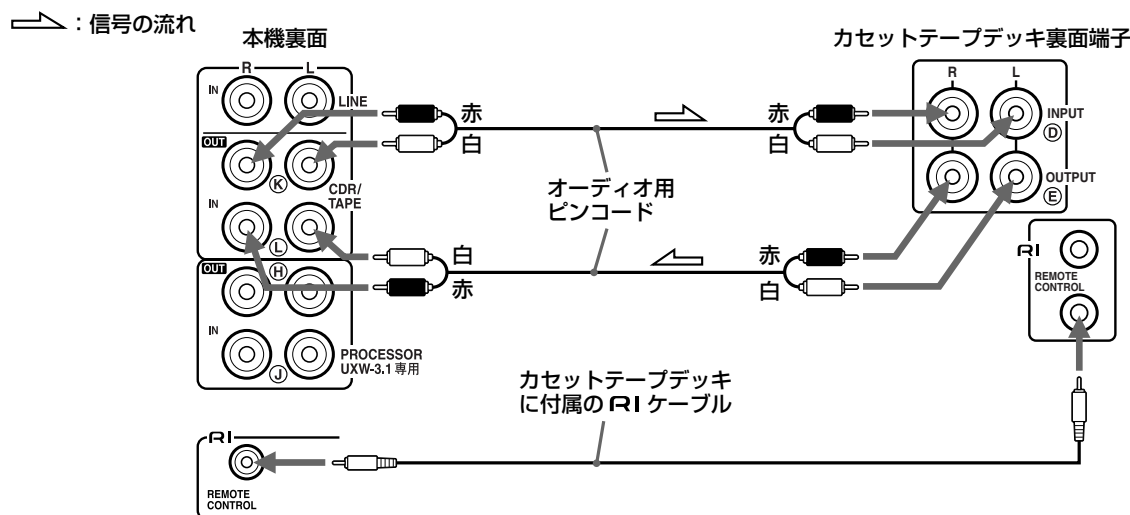 ：信号の流れ
本機裏面
カセットテープデッキ裏面端子
R L
IN
LINE
OUT
K
CDR/
TAPE
IN
L
OUT
H
IN
J
PROCESSOR
UXW-3.1専用
赤
白
赤
白
オーディオ用
ピンコード
白
赤
赤
白
R L
INPUT
D
OUTPUT
E
RI
REMOTE
CONTROL
カセットテープデッキ
に付属の RI ケーブル
RI
REMOTE
CONTROL